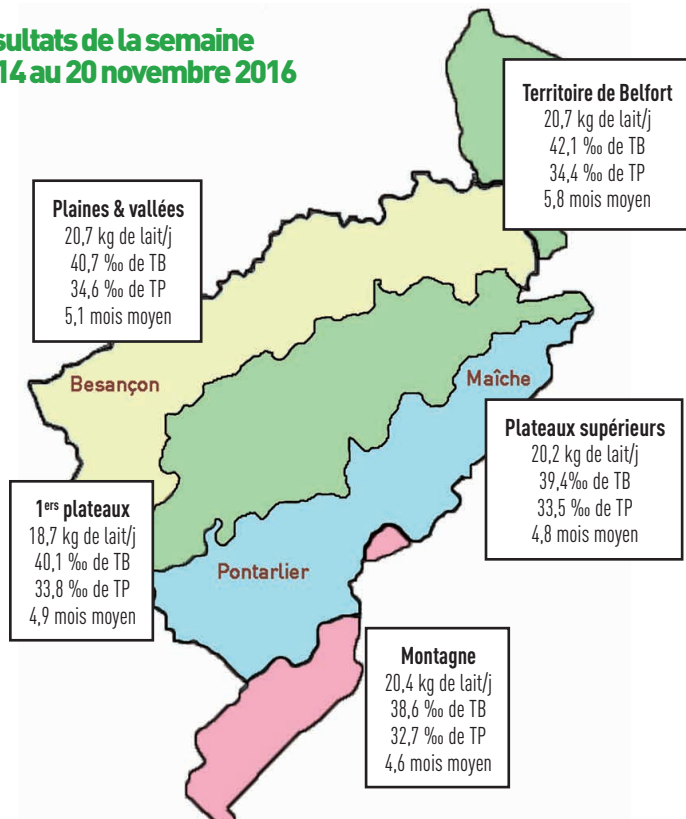 sultats de la semaine
14 au 20 novembre 2016
Territoire de Belfort
20,7 kg de lait/j
42,1 ‰ de TB
34,4 ‰ de TP
5,8 mois moyen
Plaines & vallées
20,7 kg de lait/j
40,7 ‰ de TB
34,6 ‰ de TP
5,1 mois moyen
Besançon
Maîche
Plateaux supérieurs
20,2 kg de lait/j
39,4‰ de TB
33,5 ‰ de TP
4,8 mois moyen
1ers plateaux
18,7 kg de lait/j
40,1 ‰ de TB
33,8 ‰ de TP
4,9 mois moyen
Pontarlier
Montagne
20,4 kg de lait/j
38,6 ‰ de TB
32,7 ‰ de TP
4,6 mois moyen